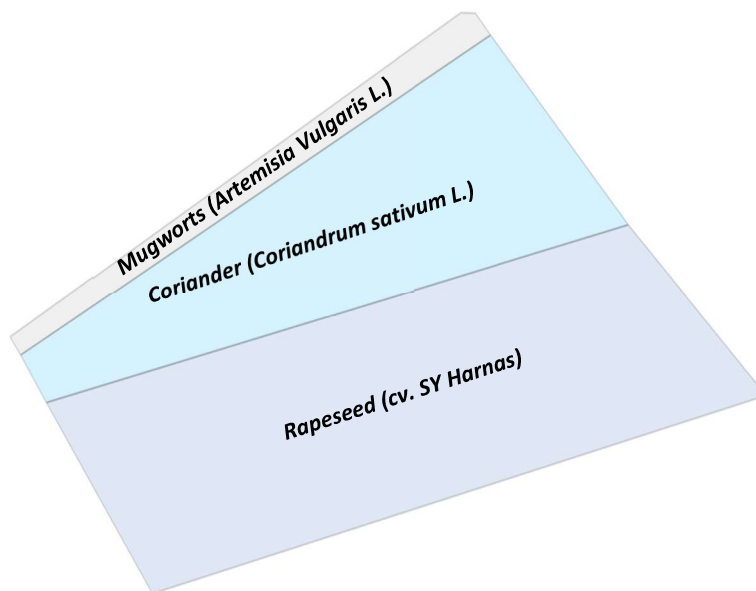 Mugworts (Artemisia Vulgaris L.)
Coriander (Coriandrum sativum L.)
Rapeseed (cv. SY Harnas)